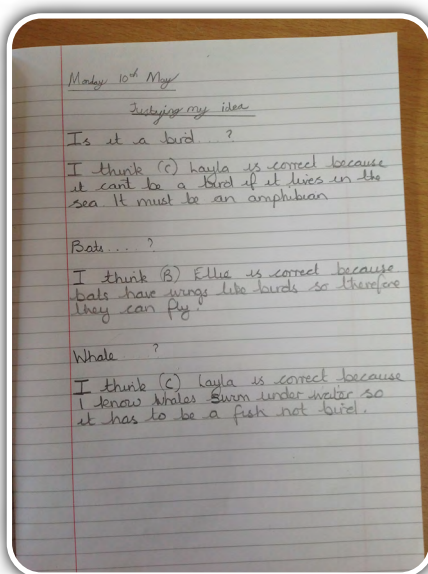 Monday 10th May
Justying my idea
Is it a bird...?
I think (C) Layla is correct because
it cant be a bird if it lives in the
sea It must be an amphibian
Bats....?
I think (B) Ellie is correct because
bats have wings like birds so therefore
they can fly.
Whale ?
I think (C) Layla is correct because
I know whales swim under water so
it has to be a fish not bird.